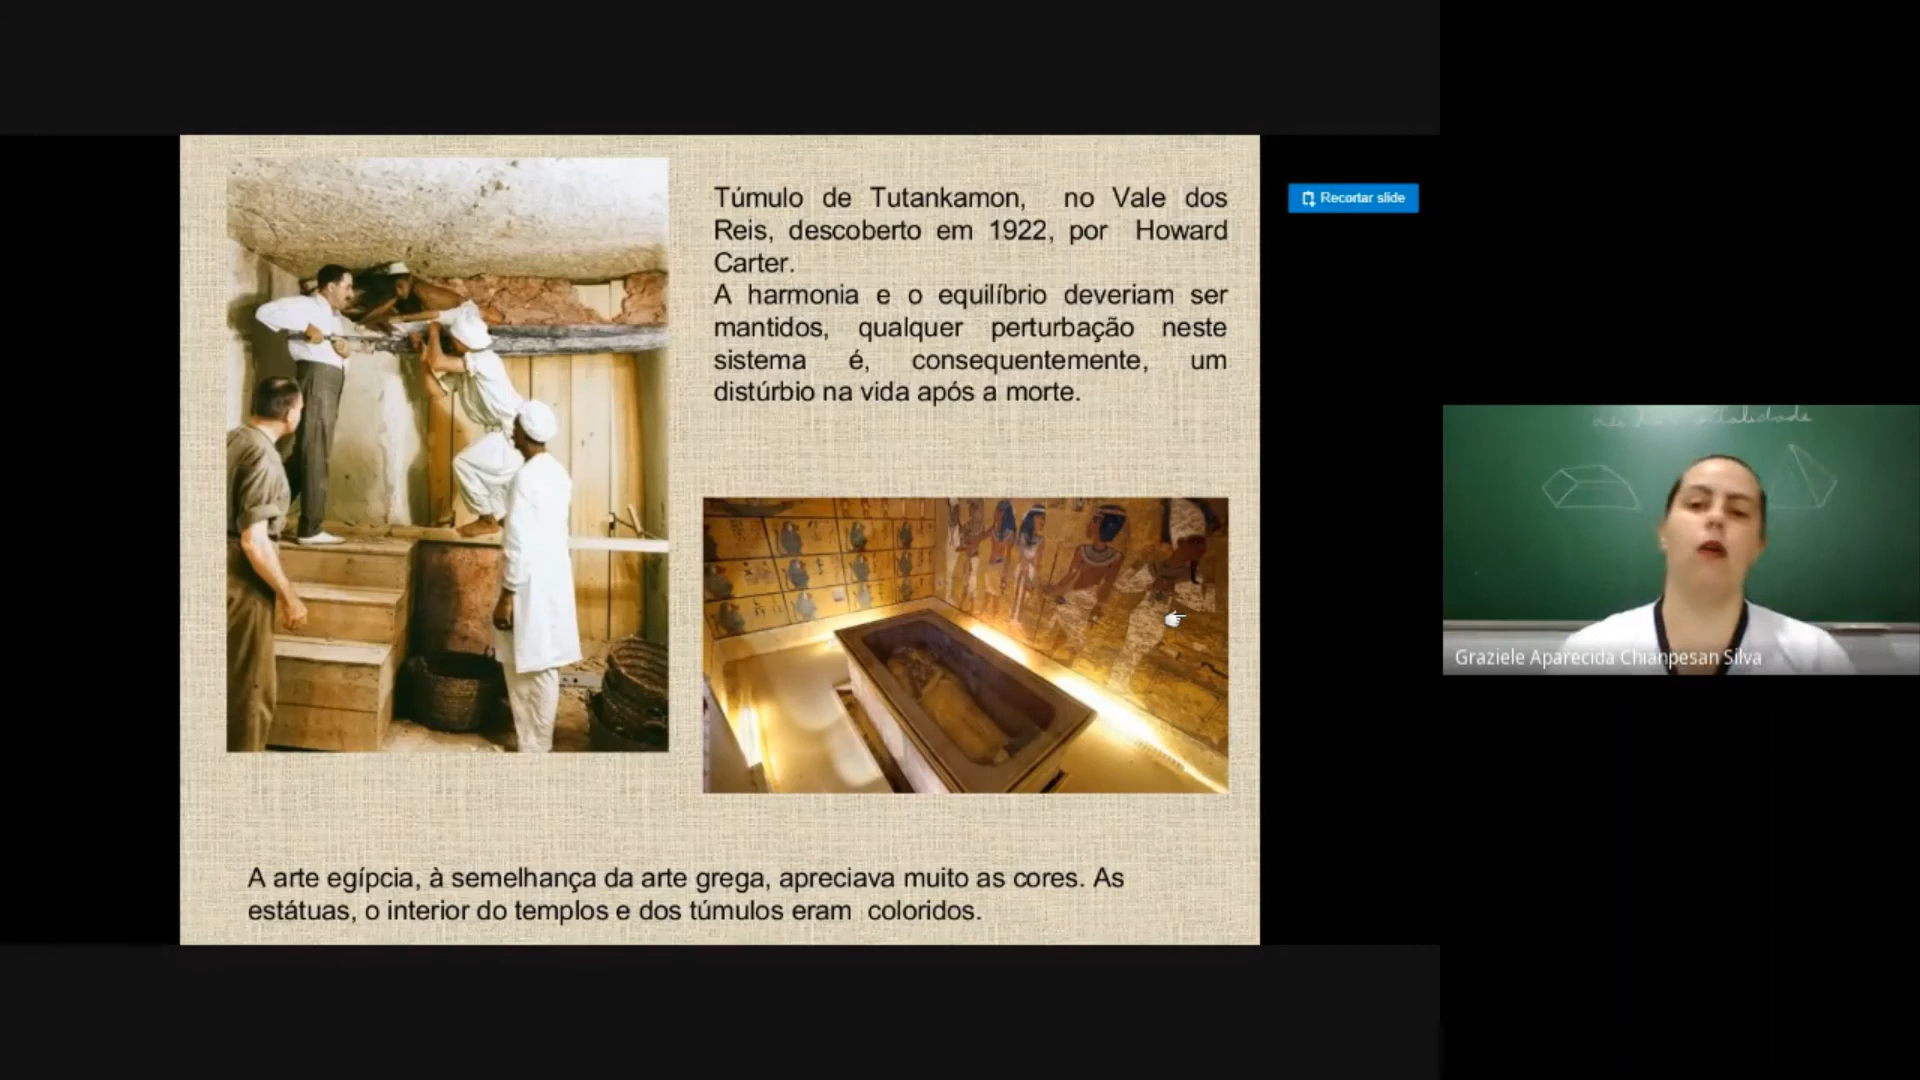 Túmulo de Tutankamon, no Vale dos
Reis, descoberto em 1922, por Howard
Carter.
A harmonia e o equilíbrio deveriam ser
mantidos, qualquer perturbação neste
sistema é, consequentemente, um
distúrbio na vida após a morte.
Recortar slide
Graziele Aparecida Chianpesan Silva
A arte egípcia, à semelhança da arte grega, apreciava muito as cores. As
estátuas, o interior do templos e dos túmulos eram coloridos.